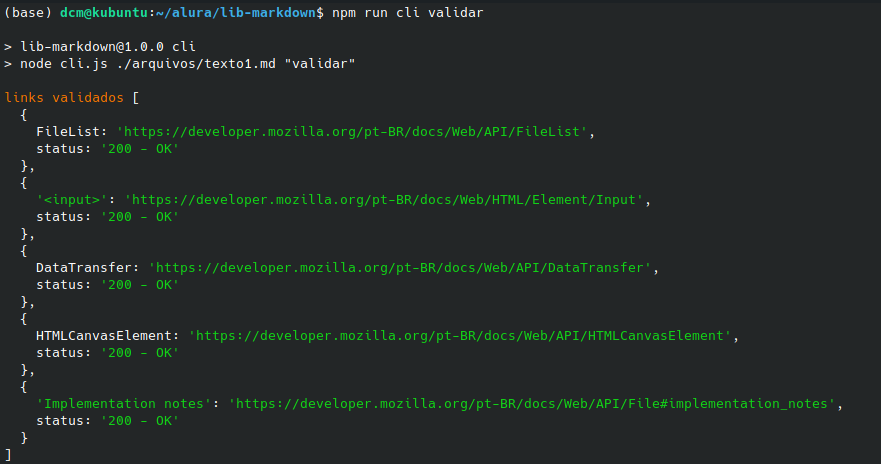 (base) dcm@kubuntu:~/alura/lib-markdown$ npm run cli validar
> lib-markdown@1.0.0 cli
> node cli.js ./arquivos/texto1.md "validar"
links validados [
  {
    FileList: 'https://developer.mozilla.org/pt-BR/docs/Web/API/FileList',
    status: '200 - OK'
  },
  {
    '<input>': 'https://developer.mozilla.org/pt-BR/docs/Web/HTML/Element/Input',
    status: '200 - OK'
  },
  {
    DataTransfer: 'https://developer.mozilla.org/pt-BR/docs/Web/API/DataTransfer',
    status: '200 - OK'
  },
  {
    HTMLCanvasElement: 'https://developer.mozilla.org/pt-BR/docs/Web/API/HTMLCanvasElement',
    status: '200 - OK'
  },
  {
    'Implementation notes': 'https://developer.mozilla.org/pt-BR/docs/Web/API/File#implementation_notes',
    status: '200 - OK'
  }
]